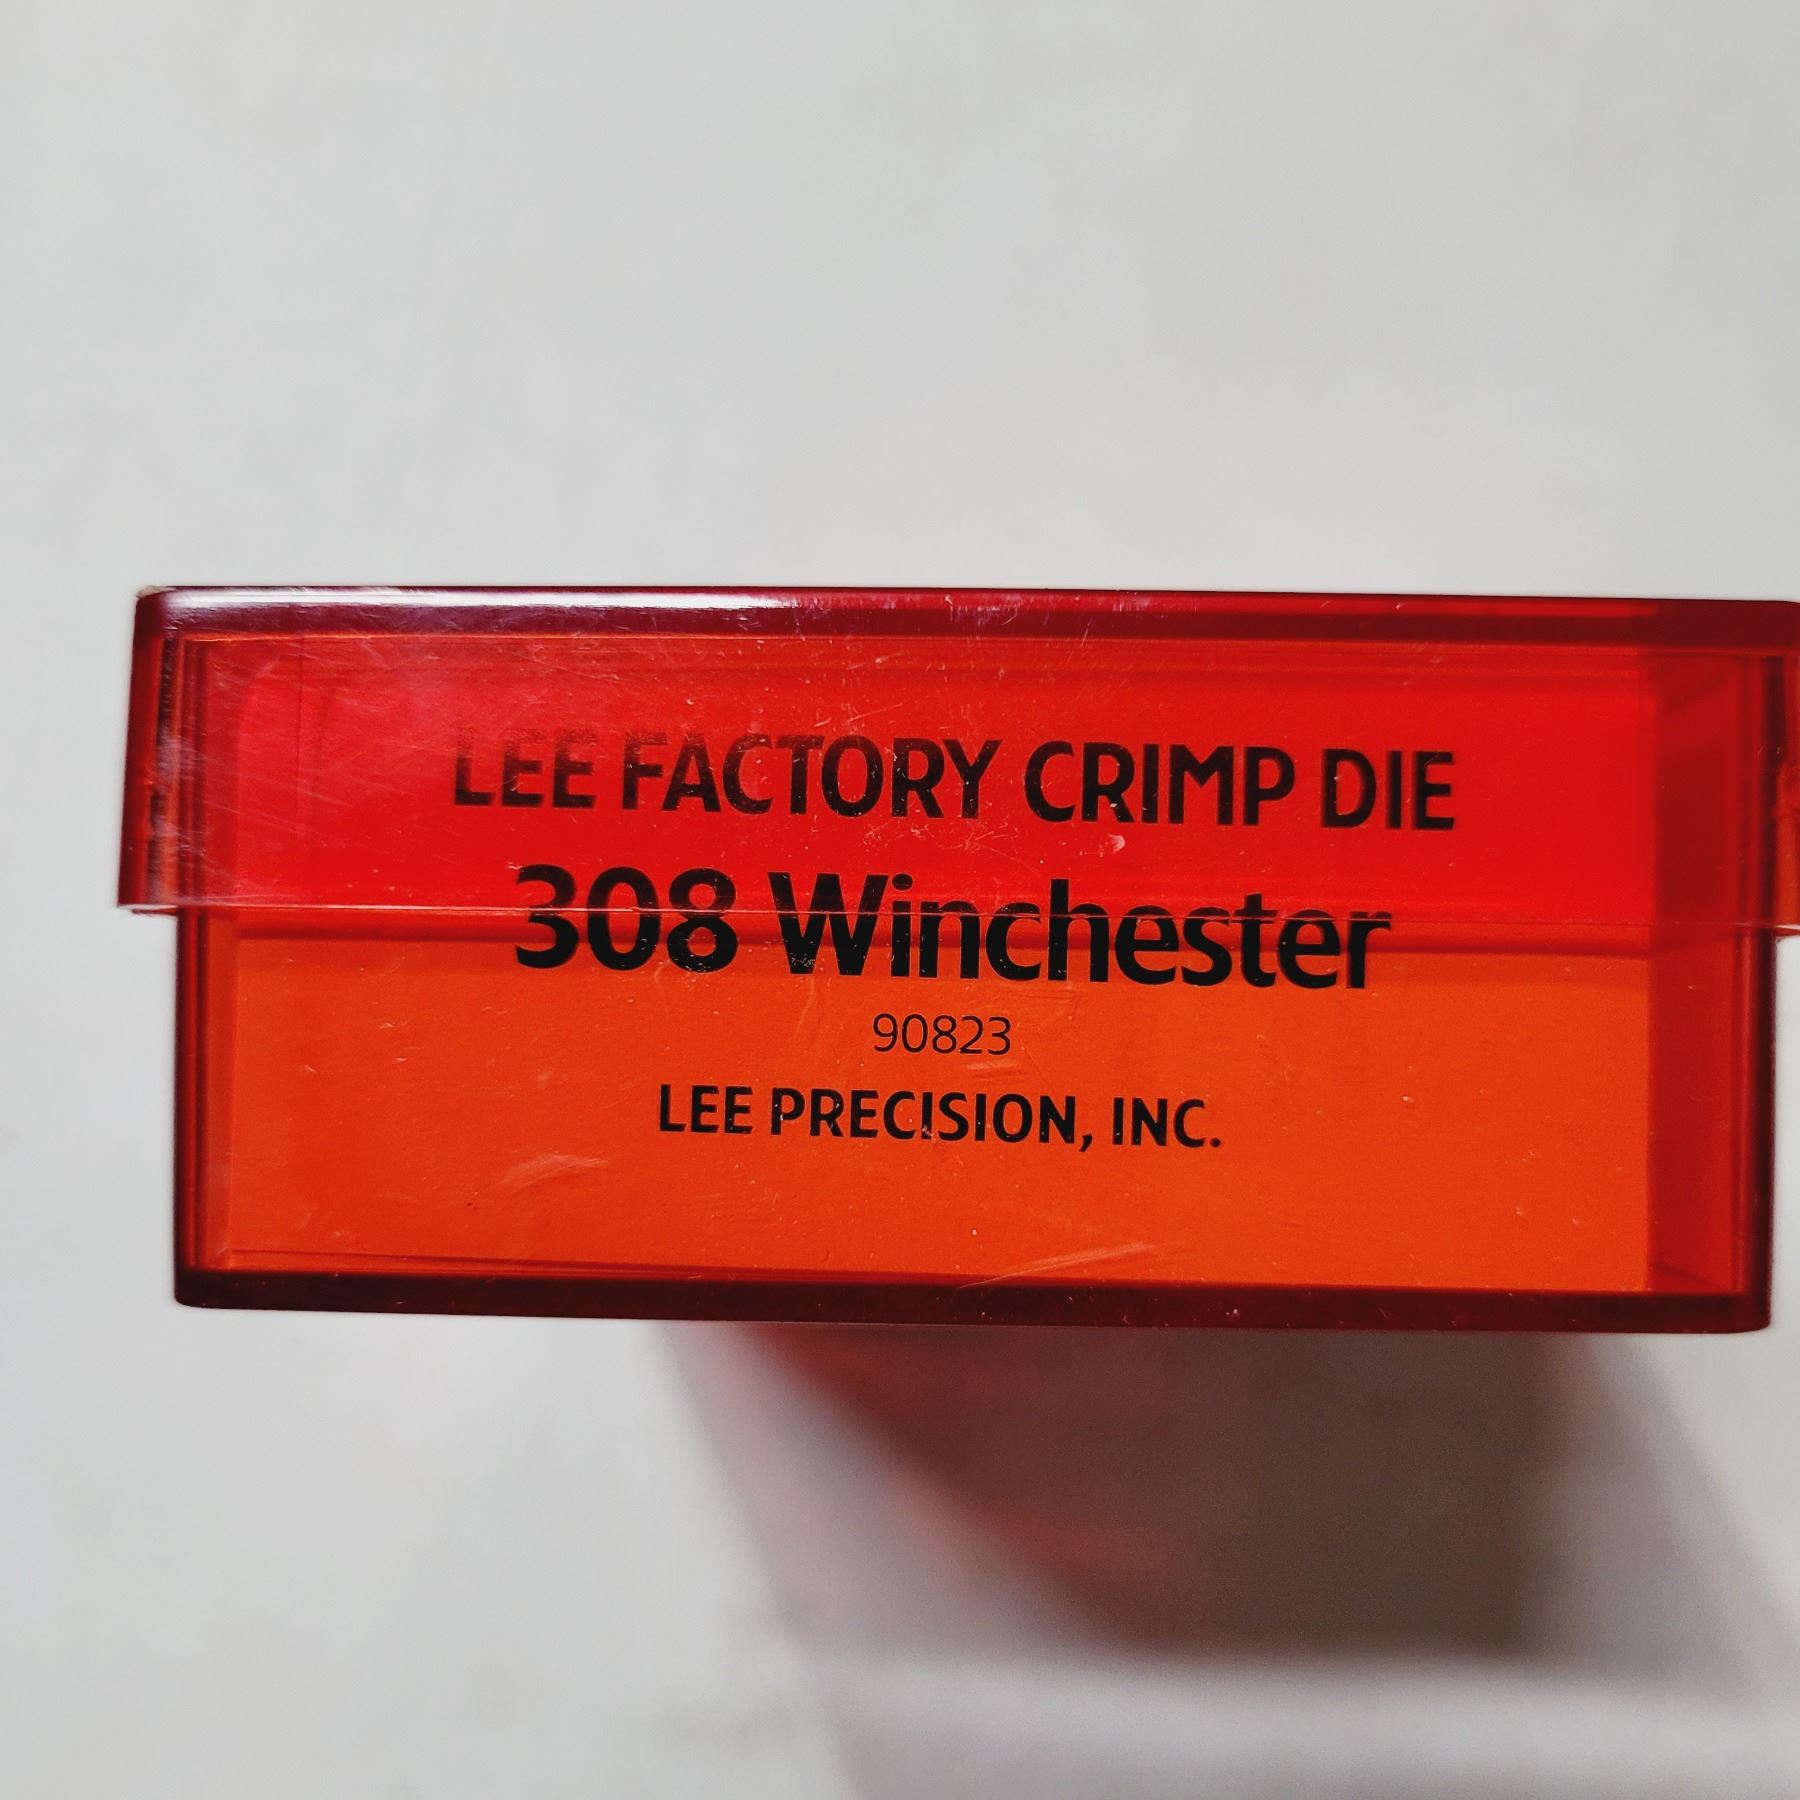 LEE FACTORY CRIMP DIE
308 Winchester
90823
LEE PRECISION, INC.